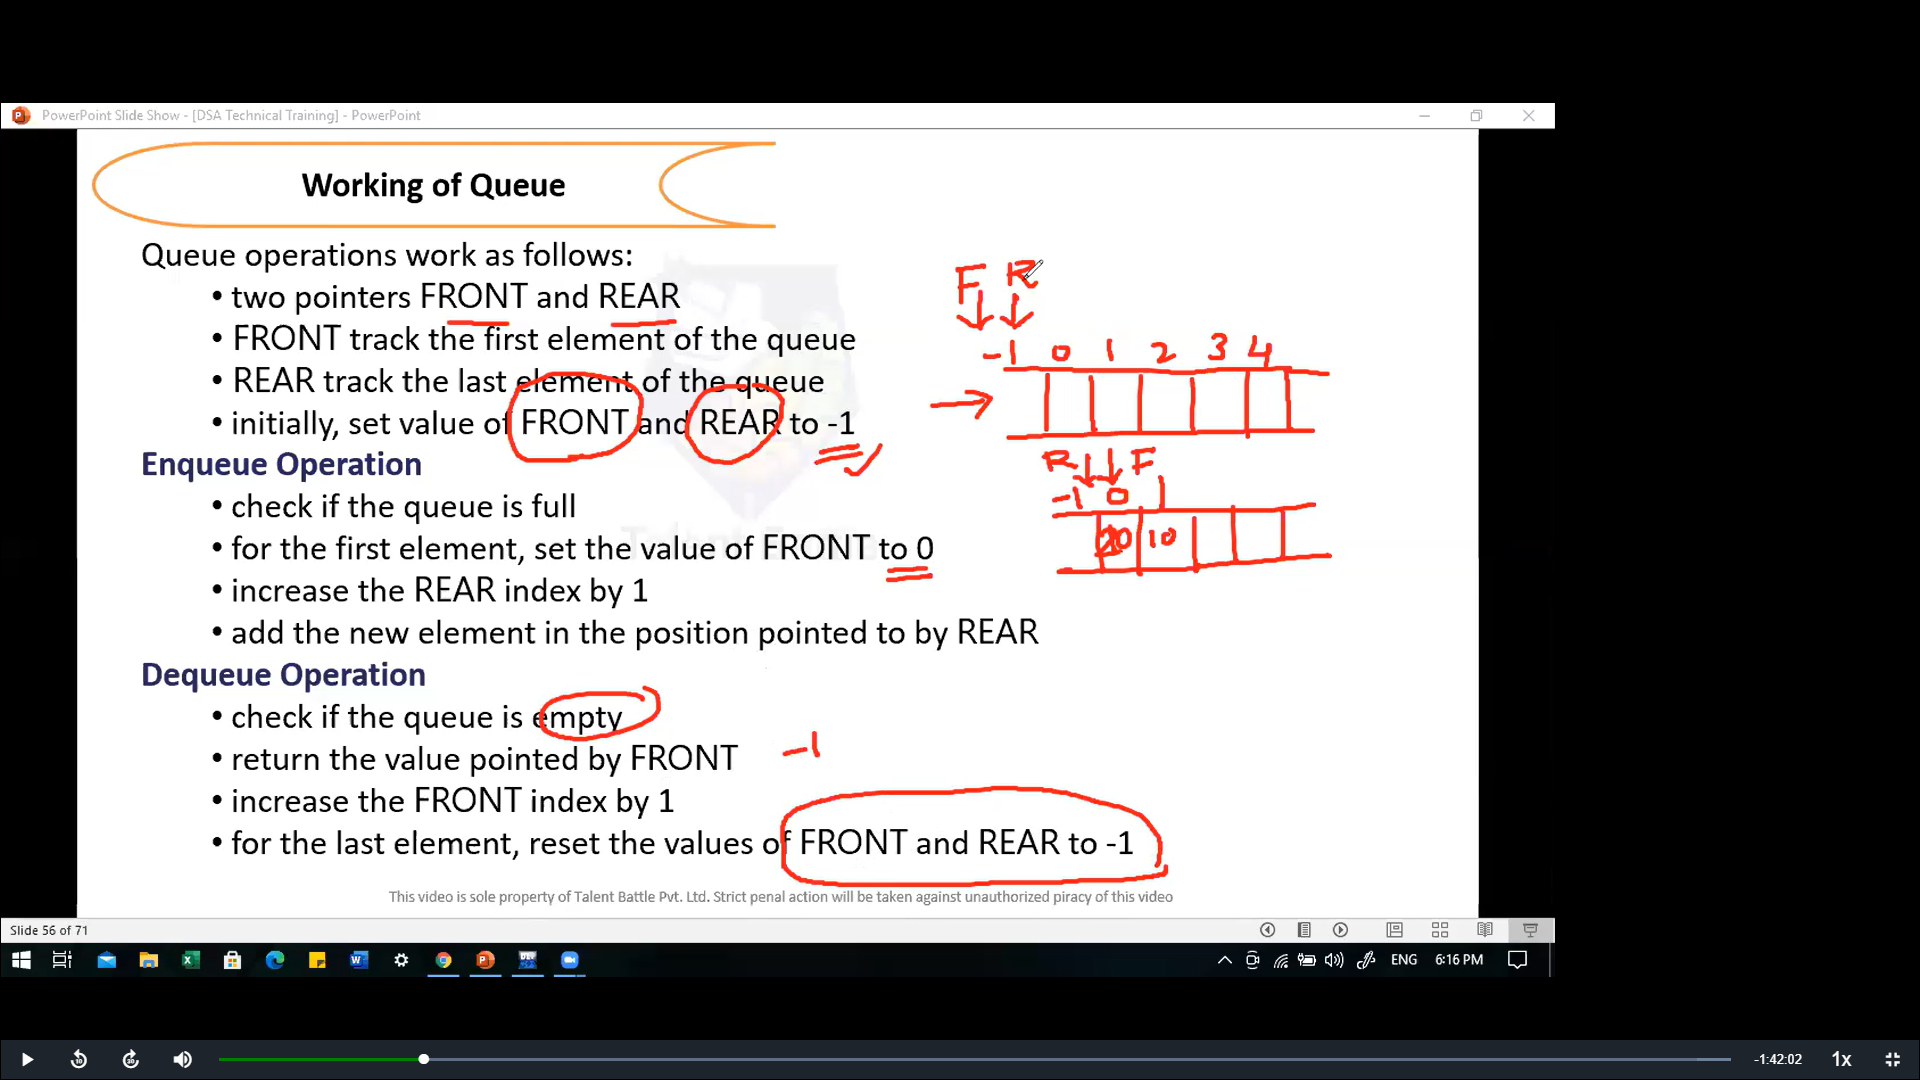 PowerPoint Slide Show - [DSA Technical Training] - PowerPoint
Working of Queue
Queue operations work as follows:
• two pointers FRONT and REAR
• FRONT track the first element of the queue
• REAR track the last element of the queue
• initially, set value of FRONT and REAR to -1
Enqueue Operation
• check if the queue is full
• for the first element, set the value of FRONT to 0
• increase the REAR index by 1
• add the new element in the position pointed to by REAR
Dequeue Operation
• check if the queue is empty
• return the value pointed by FRONT
-1
• increase the FRONT index by 1
• for the last element, reset the values of FRONT and REAR to -1
F R
-1 0 1 2 3 4
R F
-1 0 1
10
This video is sole property of Talent Battle Pvt. Ltd. Strict penal action will be taken against unauthorized piracy of this video
Slide 56 of 71
ENG 6:16 PM
-1:42:02 1x